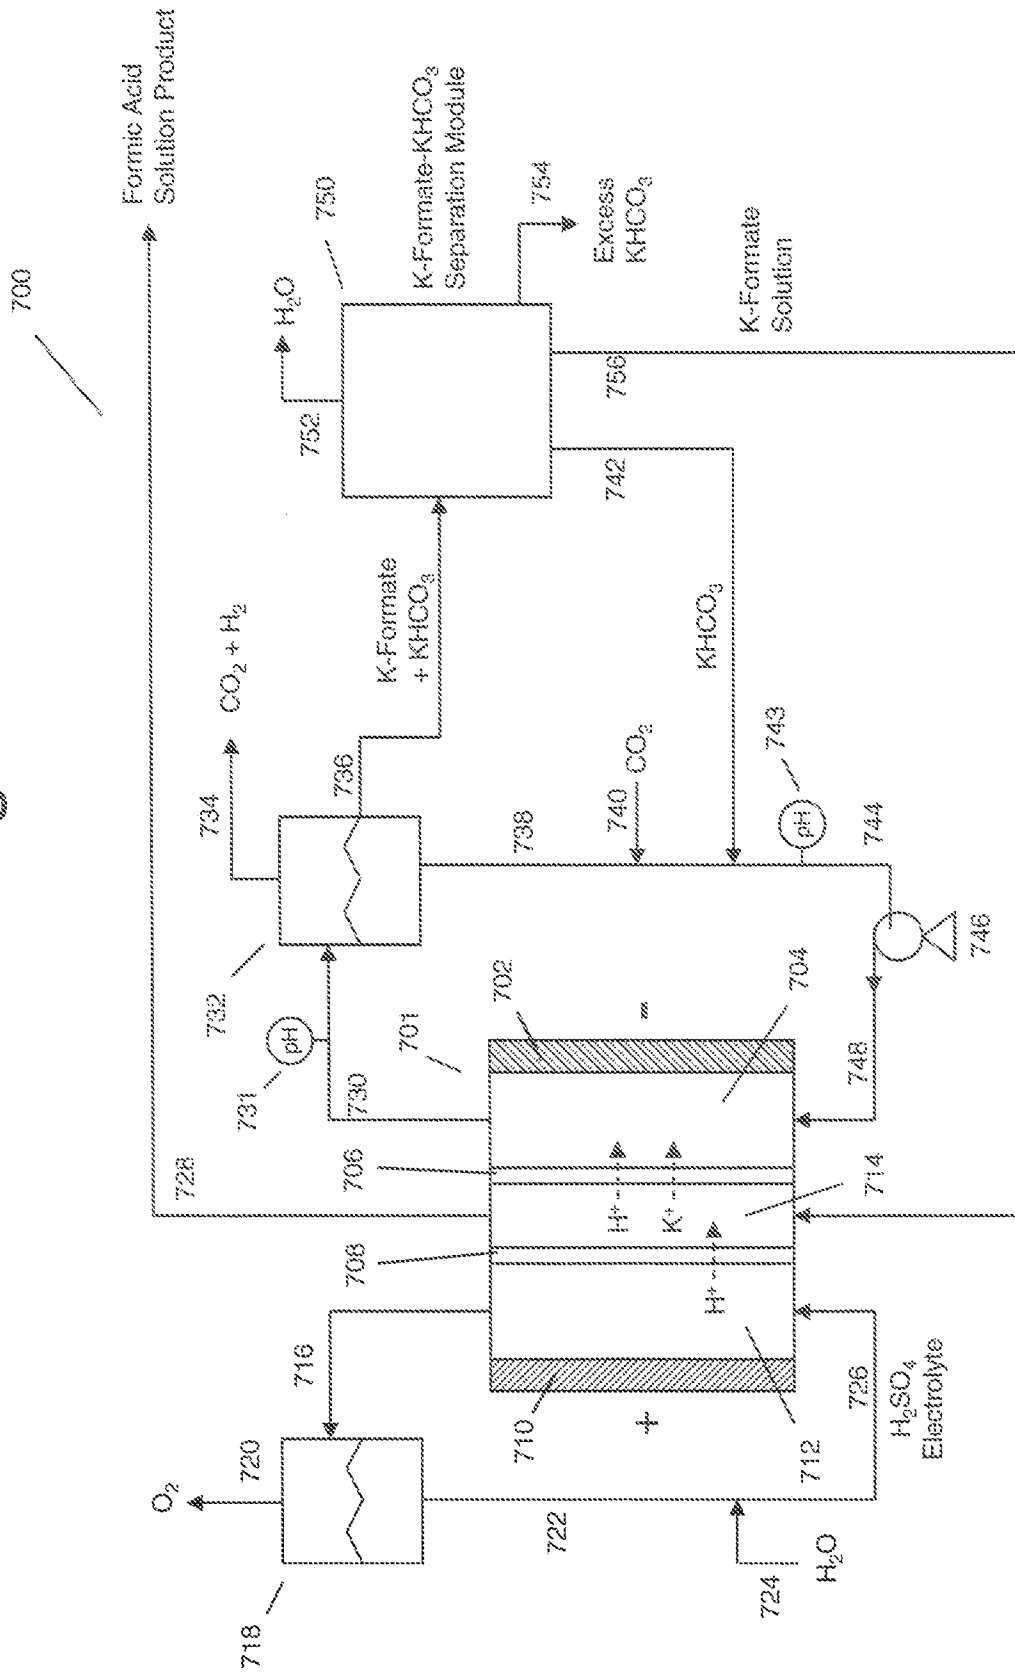 700
Formic Acid
Solution Product
728
734
CO₂ + H₂
752
H₂O
750
K-Formate-KHCO₃
Separation Module
754
Excess
KHCO₃
732
736
K-Formate
+ KHCO₃
731
pH
730
738
740
CO₂
742
KHCO₃
756
K-Formate
Solution
743
pH
744
746
748
701
702
704
706
708
714
H⁺
K⁺
H⁺
-
+
710
712
716
O₂
720
718
722
724
H₂O
726
H₂SO₄
Electrolyte